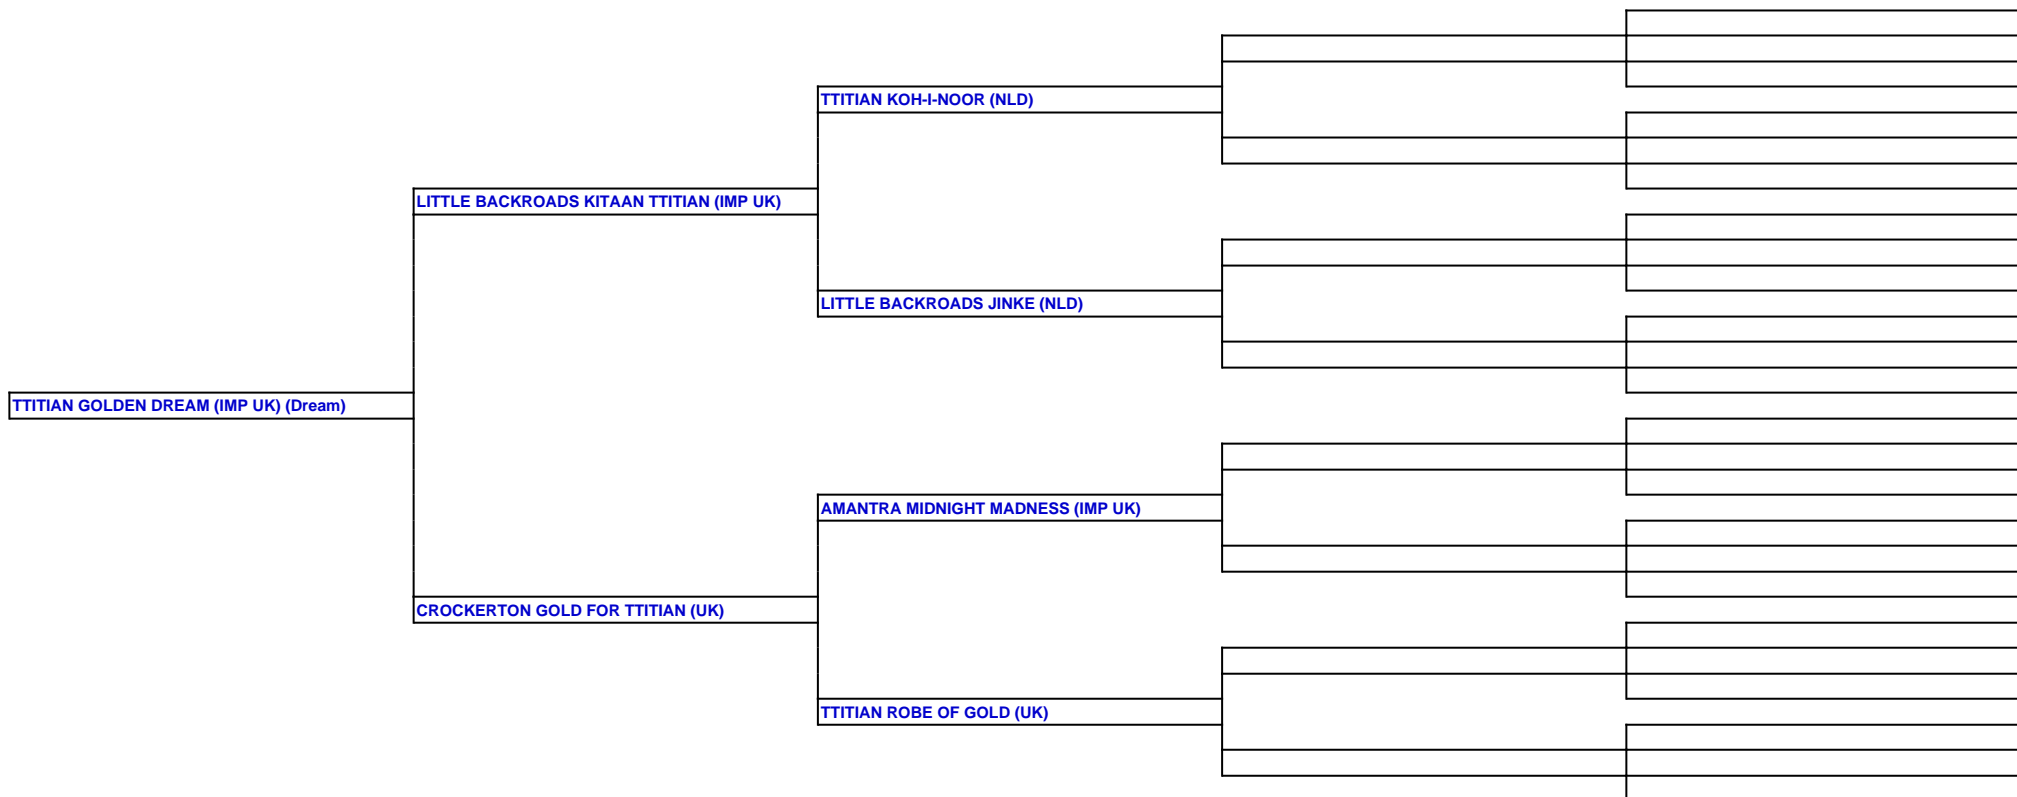 TTITIAN KOH-I-NOOR (NLD)
LITTLE BACKROADS KITAAN TTITIAN (IMP UK)
LITTLE BACKROADS JINKE (NLD)
TTITIAN GOLDEN DREAM (IMP UK) (Dream)
AMANTRA MIDNIGHT MADNESS (IMP UK)
CROCKERTON GOLD FOR TTITIAN (UK)
TTITIAN ROBE OF GOLD (UK)